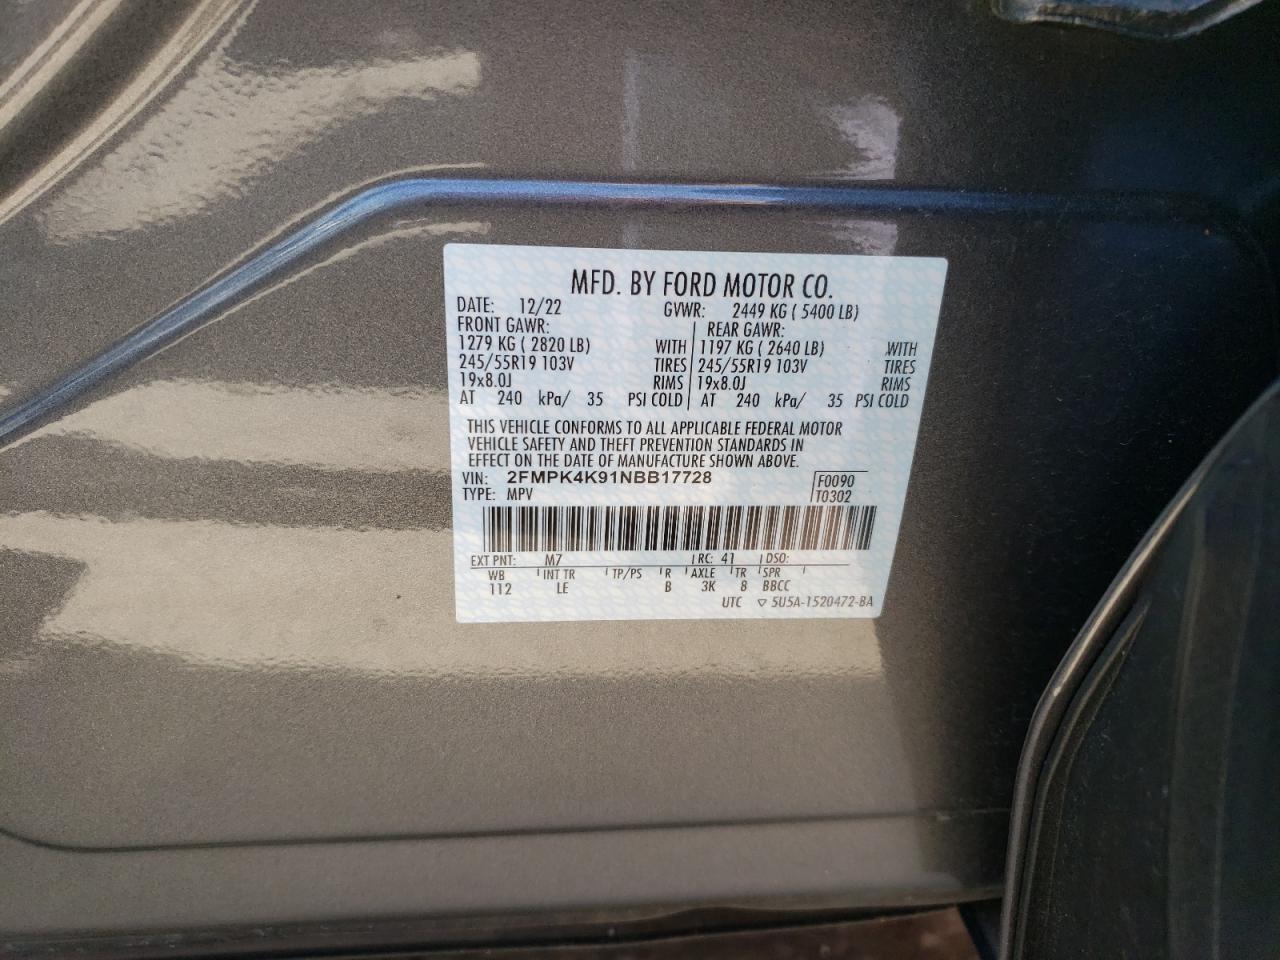 MFD. BY FORD MOTOR CO.
DATE: 12/22 GVWR: 2449 KG ( 5400 LB)
FRONT GAWR: REAR GAWR:
1279 KG ( 2820 LB) WITH 1197 KG ( 2640 LB) WITH
245/55R19 103V TIRES 245/55R19 103V TIRES
19x8.0J RIMS 19x8.0J RIMS
AT 240 kPa/ 35 PSI COLD AT 240 kPa/ 35 PSI COLD
THIS VEHICLE CONFORMS TO ALL APPLICABLE FEDERAL MOTOR
VEHICLE SAFETY AND THEFT PREVENTION STANDARDS IN
EFFECT ON THE DATE OF MANUFACTURE SHOWN ABOVE.
VIN: 2FMPK4K91NBB17728 F0090
TYPE: MPV T0302
EXT PNT: M7 RC: 41 DSO:
WB INT TR TP/PS R AXLE TR SPR
112 LE B 3K 8 BBCC
UTC ▽ 5U5A-1520472-BA